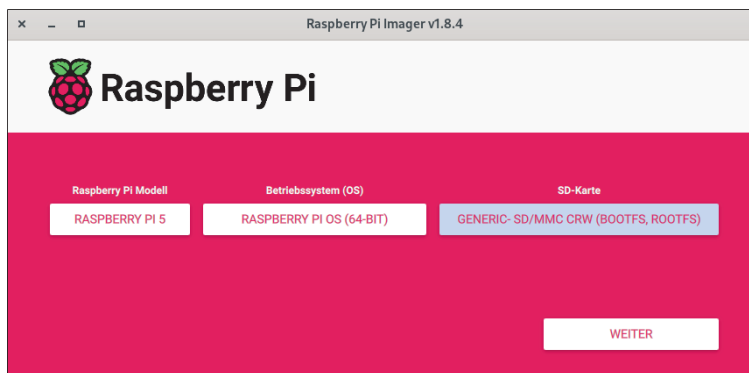 Raspberry Pi Imager v1.8.4
Raspberry Pi
Raspberry Pi Modell
Betriebssystem (OS)
SD-Karte
RASPBERRY PI 5
RASPBERRY PI OS (64-BIT)
GENERIC- SD/MMC CRW (BOOTFS, ROOTFS)
WEITER